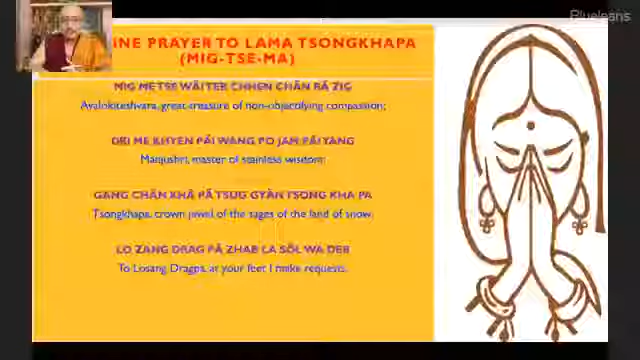 INE PRAYER TO LAMA TSONGKHAPA
(MIG-TSE-MA)
MIG ME TSE WÄI TER CHHEN CHÄN RÄ ZIG
Avalokiteshvara, great treasure of non-objectifying compassion;
DRI ME KHYEN PÄI WANG PO JAM PÄI YANG
Manjushri, master of stainless wisdom;
GANG CHÄN KHÄ PÄ TSUG GYÄN TSONG KHA PA
Tsongkhapa, crown jewel of the sages of the land of snow.
LO ZANG DRAG PÄ ZHAB LA SÖL WA DEB
To Losang Dragpa, at your feet I make requests.
BlueJeans